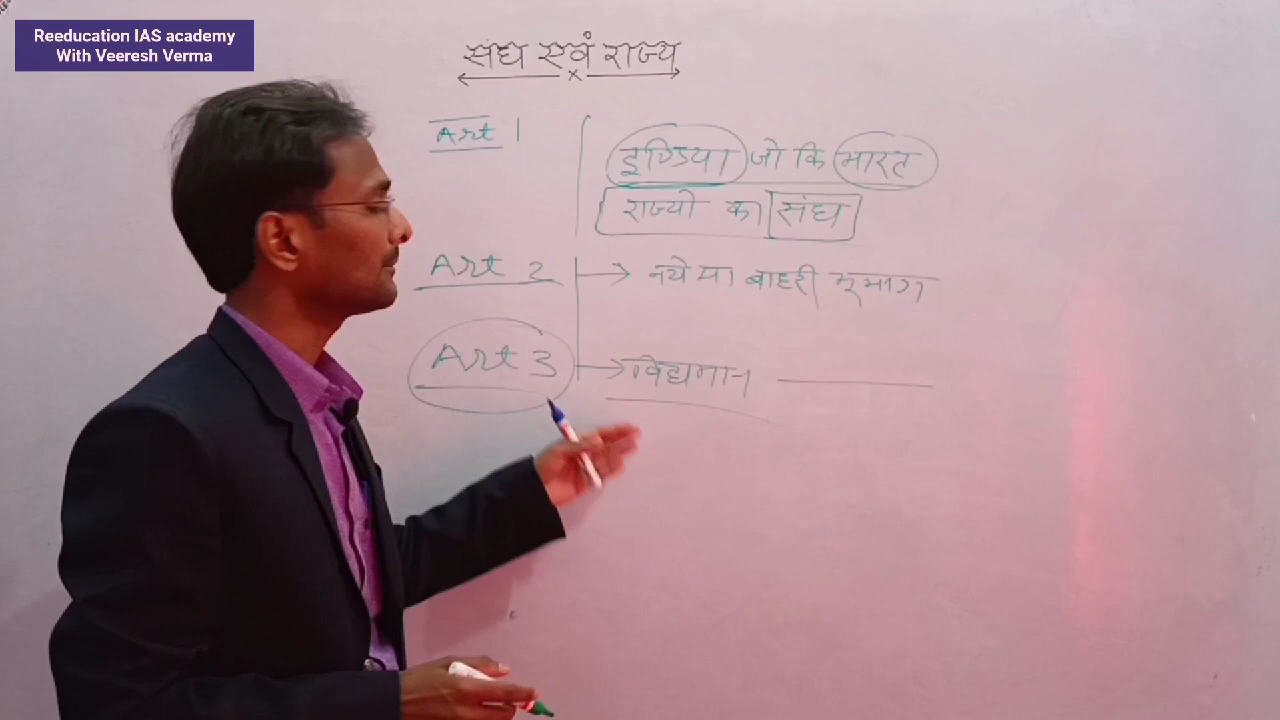 Reeducation IAS academy
With Veeresh Verma
संघ एवं राज्य
Art 1
इण्डिया जो कि भारत
राज्यो का संघ
Art 2 → नये या बाहरी भूभाग
Art 3 → विद्यमान